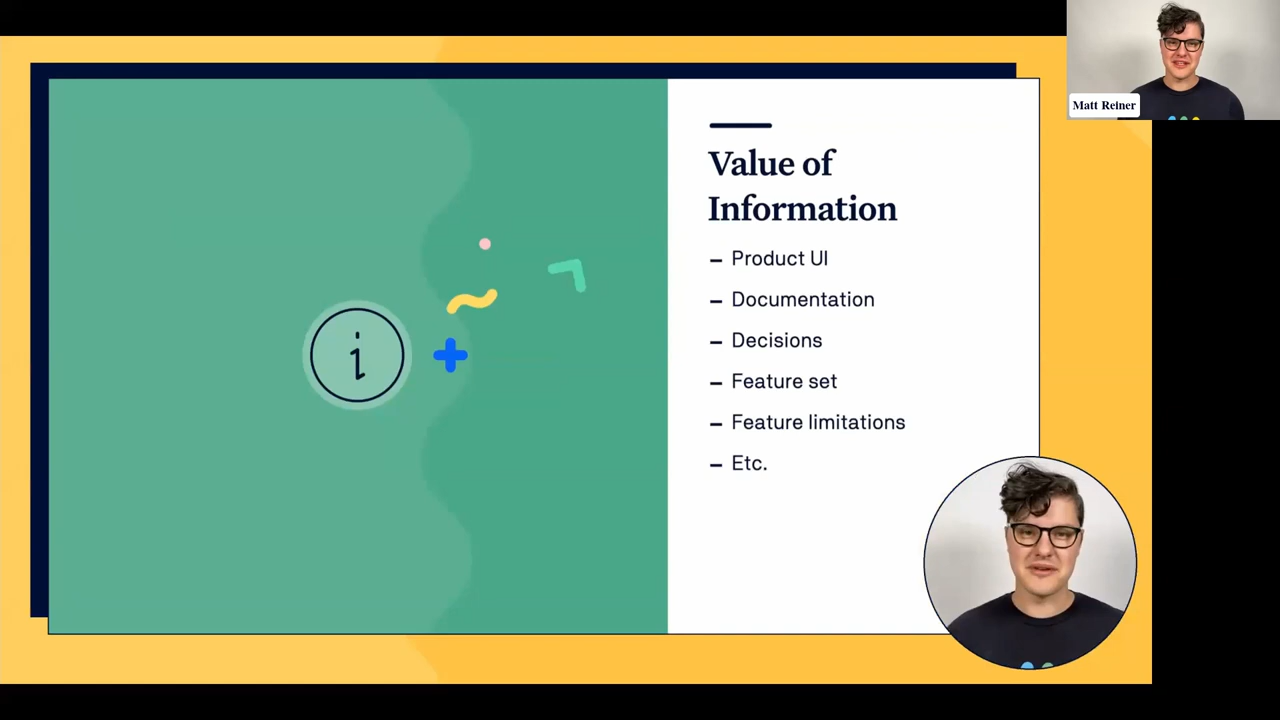 Matt Reiner
Value of
Information
– Product UI
– Documentation
– Decisions
– Feature set
– Feature limitations
– Etc.
i